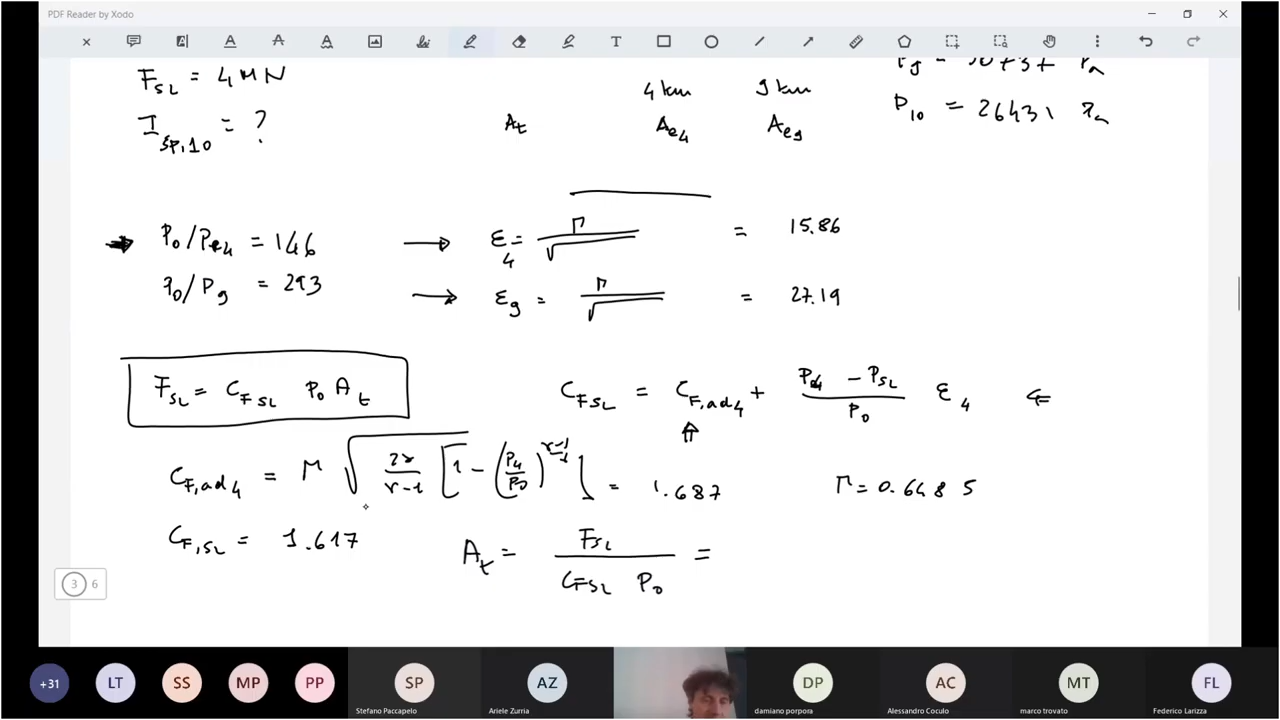 PDF Reader by Xodo
F_SL = 4 MN
4 km 9 km
P_10 = 26431 Pa
I_sp,10 = ?
A_t A_e4 A_e9
P_0/P_e4 = 146 → ε_4 = Γ/√ = 15.86
P_0/P_9 = 293 → ε_9 = Γ/√ = 27.19
F_SL = C_F SL P_0 A_t
C_F SL = C_F,ad4 + (P_e4 - P_SL)/P_0 ε_4 ⇐
C_F,ad4 = Γ √(2γ/(γ-1) [1 - (P_4/P_0)^((γ-1)/γ)]) = 1.687 Γ = 0.6485
C_F,SL = 1.617 A_t = F_SL/(C_F SL P_0) =
3 6
+31 LT SS MP PP SP AZ DP AC MT FL
Stefano Paccapelo Ariele Zurria damiano porpora Alessandro Coculo marco trovato Federico Larizza